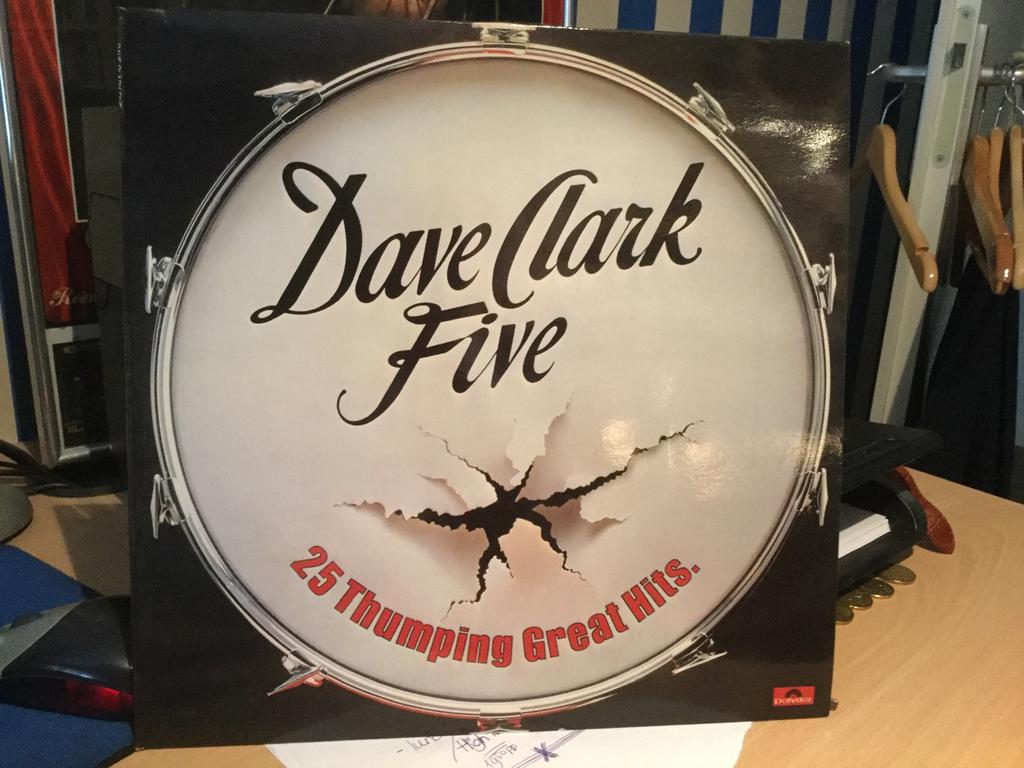 Dave Clark
Five
25 Thumping Great Hits.
Polydor